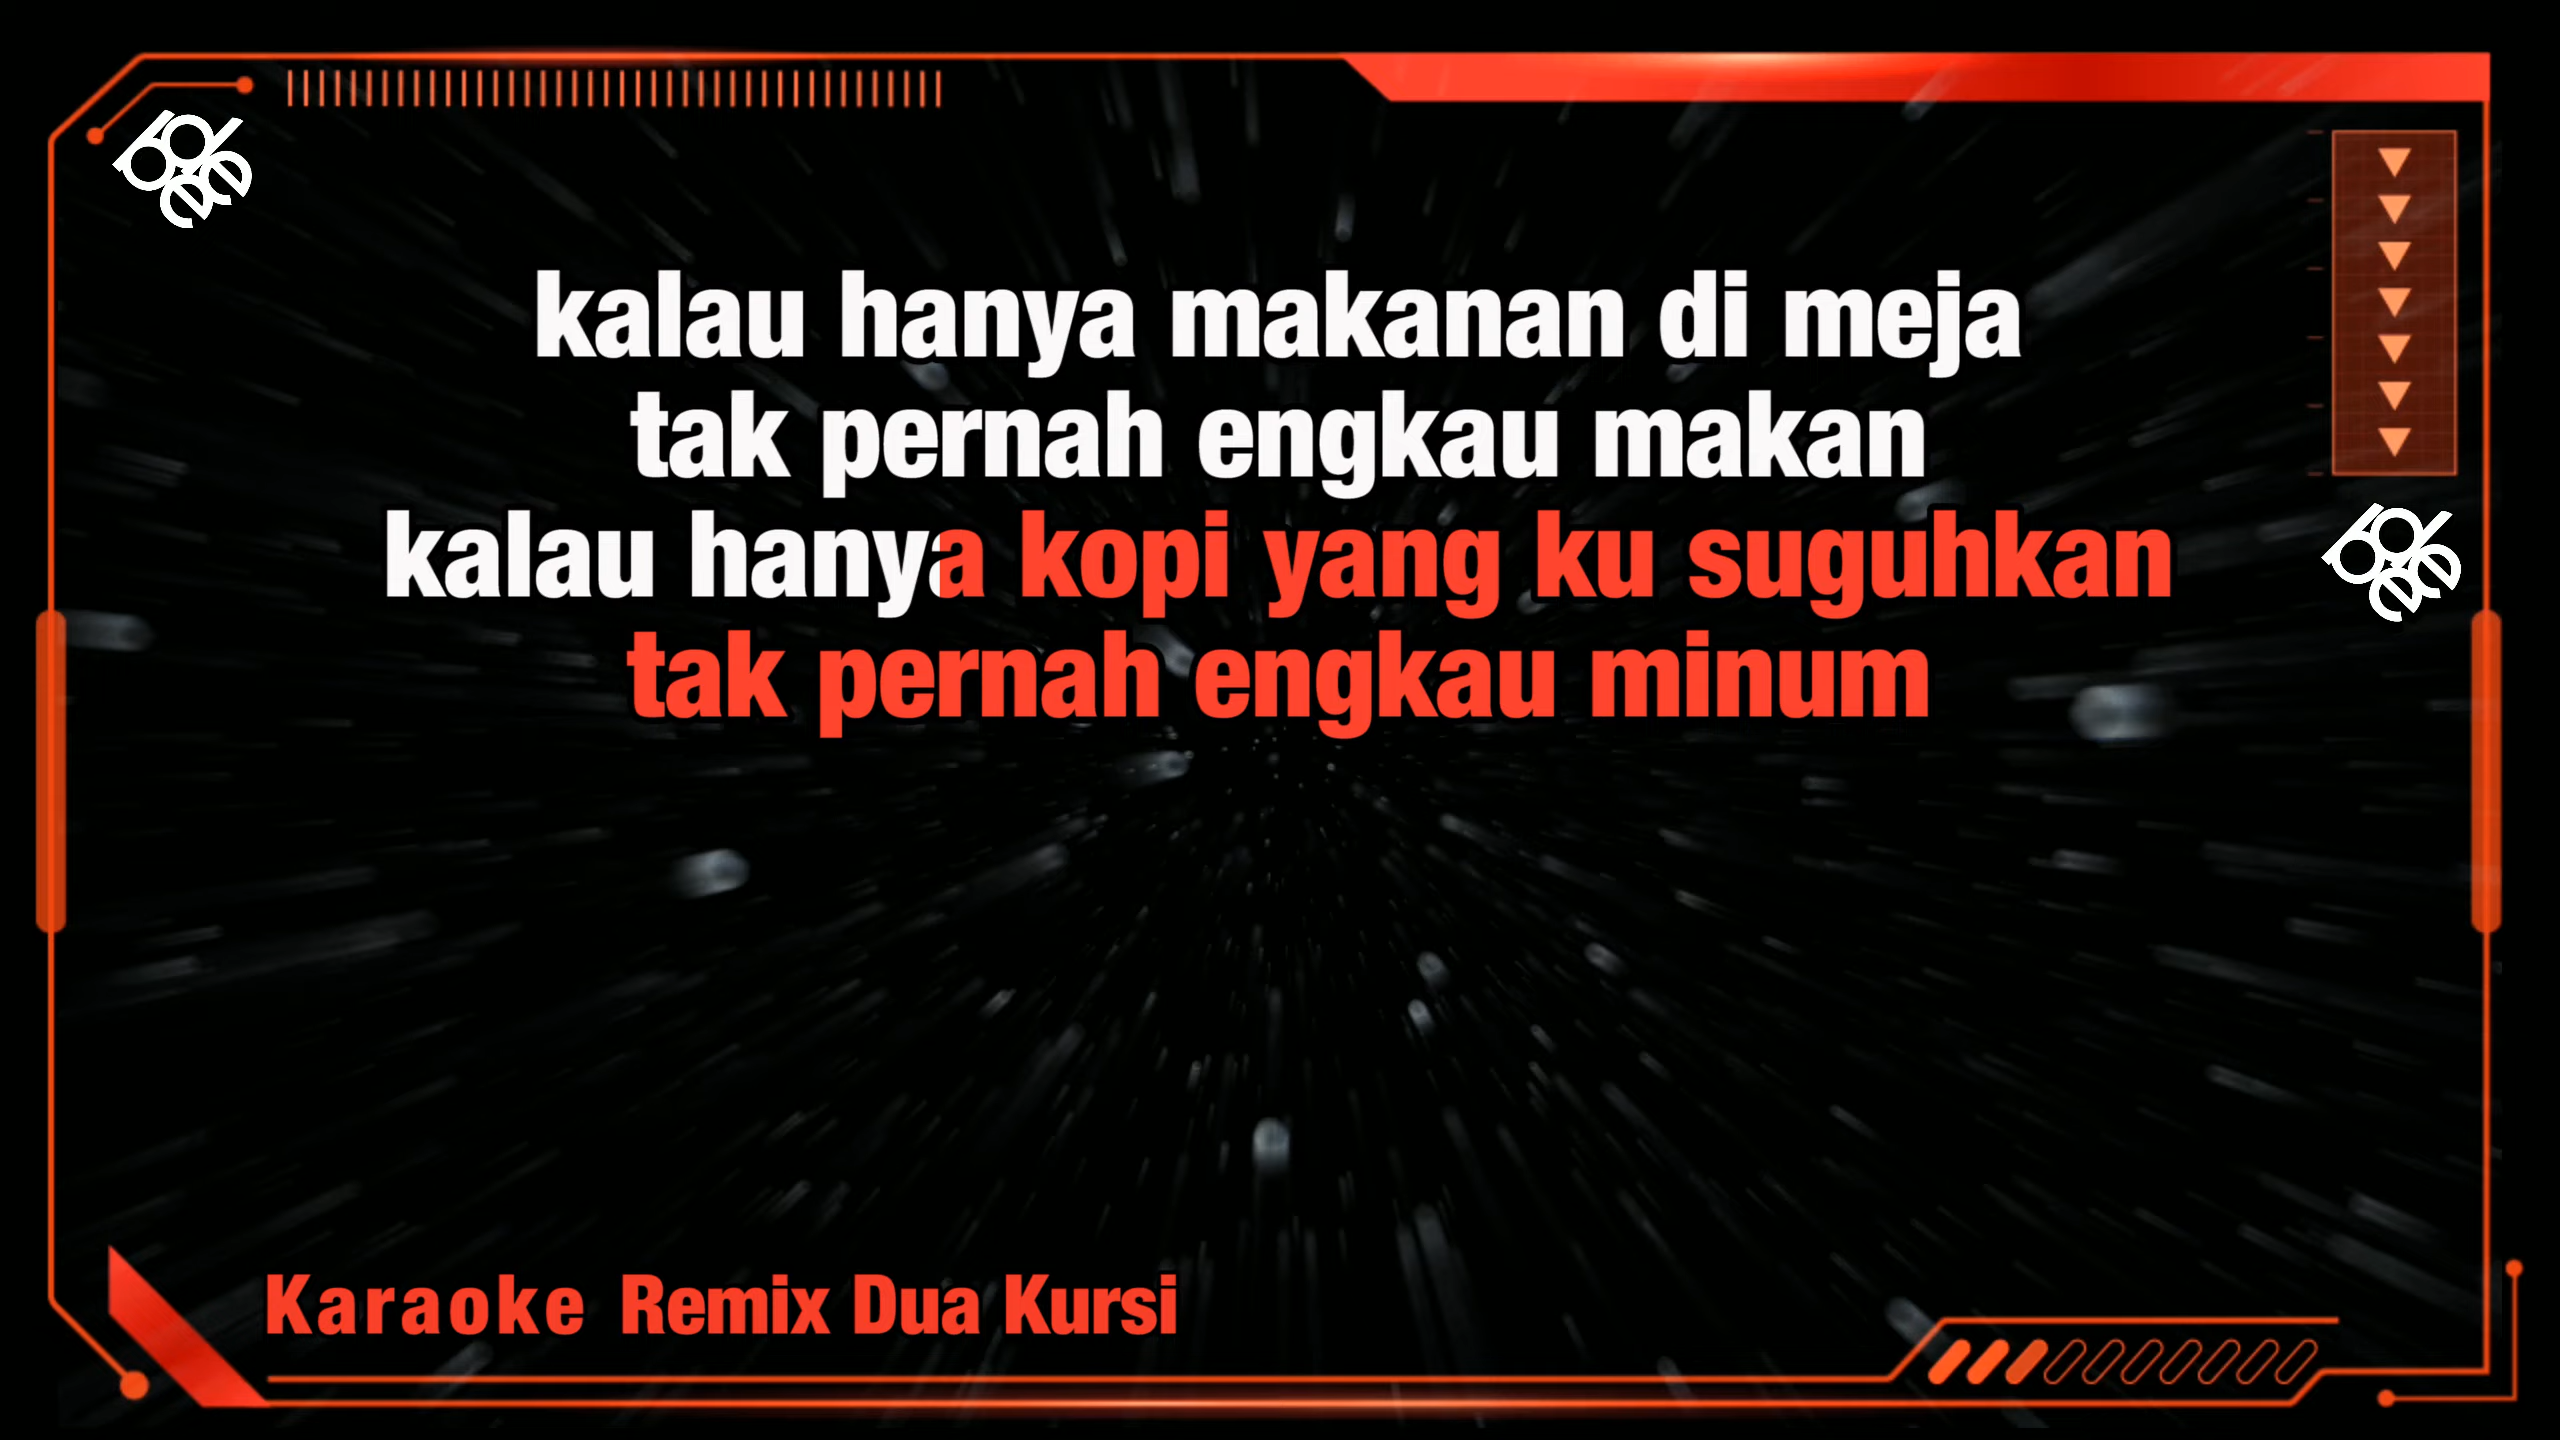 kalau hanya makanan di meja
tak pernah engkau makan
kalau hanya kopi yang ku suguhkan
tak pernah engkau minum
Karaoke Remix Dua Kursi